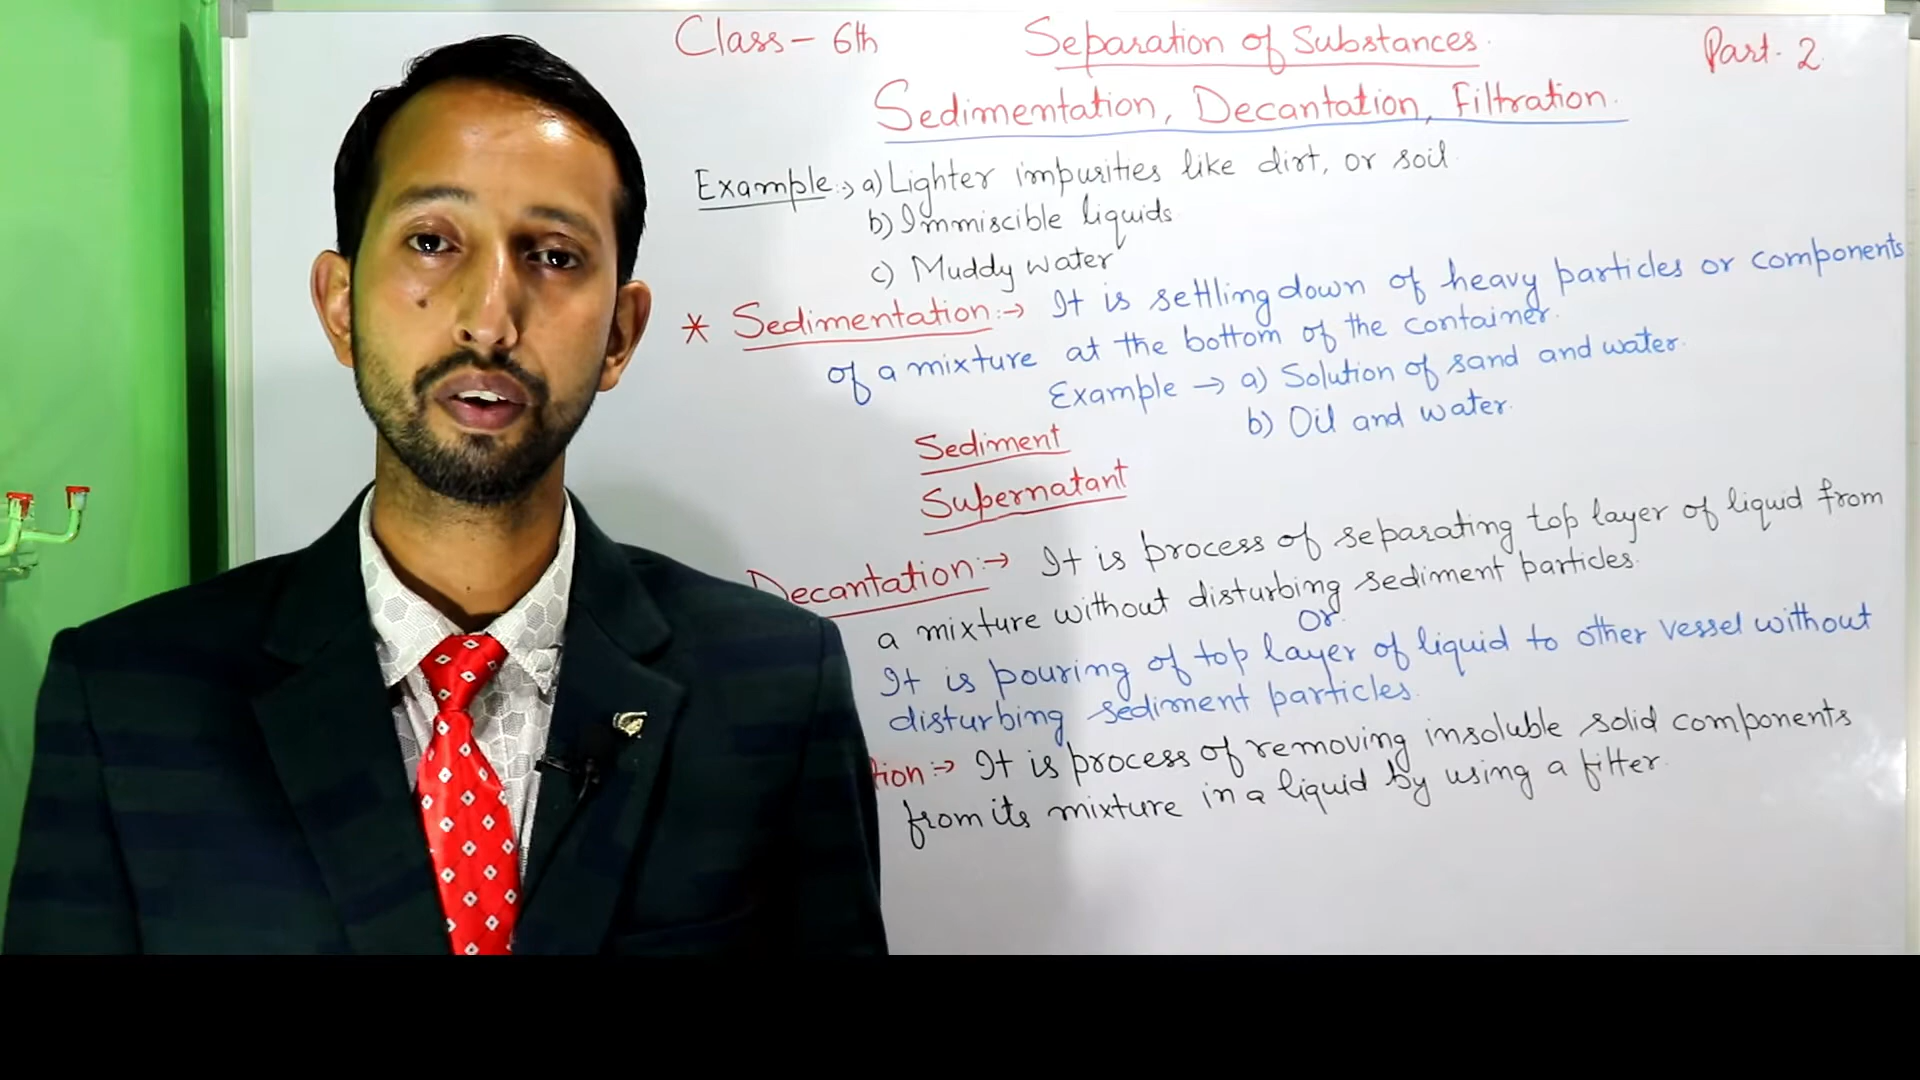 Class - 6th Separation of Substances. Part. 2
Sedimentation, Decantation, Filtration.
Example :→ a) Lighter impurities like dirt, or soil.
b) Immiscible liquids.
c) Muddy water
* Sedimentation :→ It is settling down of heavy particles or components
of a mixture at the bottom of the container.
Example → a) Solution of sand and water.
b) Oil and water.
Sediment
Supernatant
Decantation :→ It is process of separating top layer of liquid from
a mixture without disturbing sediment particles.
Or.
It is pouring of top layer of liquid to other vessel without
disturbing sediment particles.
tion :→ It is process of removing insoluble solid components
from its mixture in a liquid by using a filter.